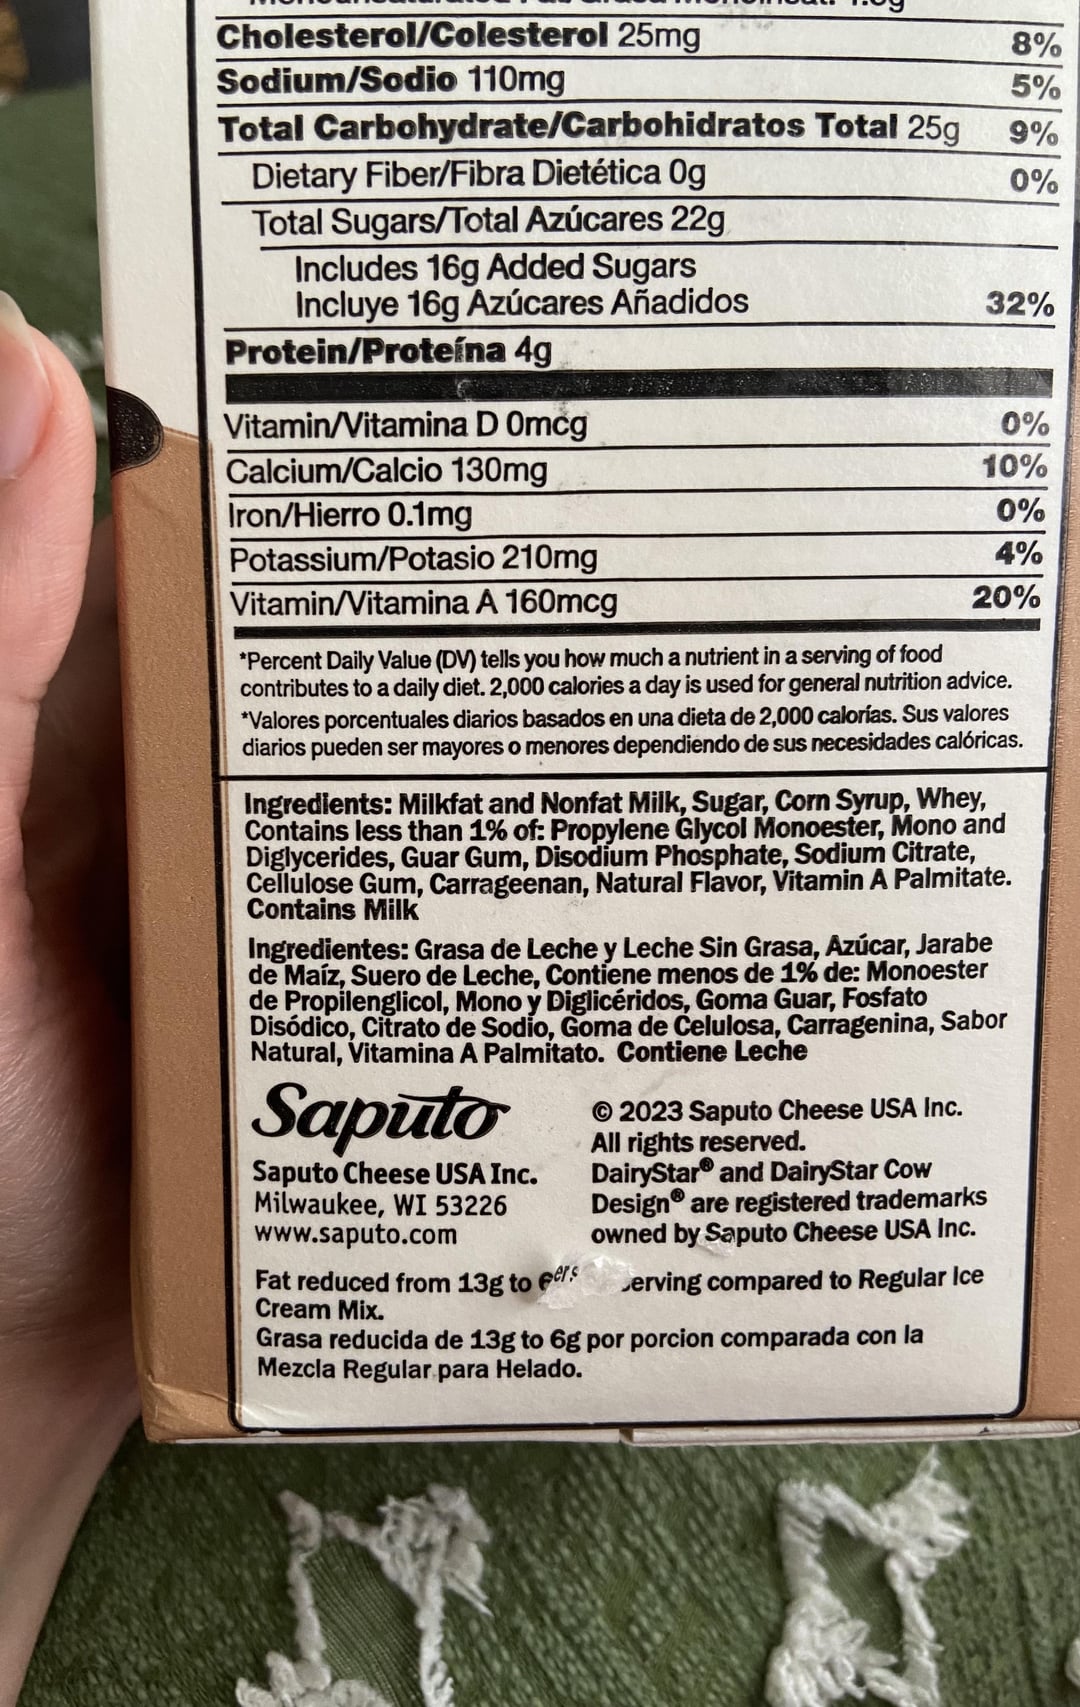 Cholesterol/Colesterol 25mg 8%
Sodium/Sodio 110mg 5%
Total Carbohydrate/Carbohidratos Total 25g 9%
Dietary Fiber/Fibra Dietética 0g 0%
Total Sugars/Total Azúcares 22g
Includes 16g Added Sugars
Incluye 16g Azúcares Añadidos 32%
Protein/Proteína 4g
Vitamin/Vitamina D 0mcg 0%
Calcium/Calcio 130mg 10%
Iron/Hierro 0.1mg 0%
Potassium/Potasio 210mg 4%
Vitamin/Vitamina A 160mcg 20%
*Percent Daily Value (DV) tells you how much a nutrient in a serving of food
contributes to a daily diet. 2,000 calories a day is used for general nutrition advice.
*Valores porcentuales diarios basados en una dieta de 2,000 calorías. Sus valores
diarios pueden ser mayores o menores dependiendo de sus necesidades calóricas.
Ingredients: Milkfat and Nonfat Milk, Sugar, Corn Syrup, Whey,
Contains less than 1% of: Propylene Glycol Monoester, Mono and
Diglycerides, Guar Gum, Disodium Phosphate, Sodium Citrate,
Cellulose Gum, Carrageenan, Natural Flavor, Vitamin A Palmitate.
Contains Milk
Ingredientes: Grasa de Leche y Leche Sin Grasa, Azúcar, Jarabe
de Maíz, Suero de Leche, Contiene menos de 1% de: Monoester
de Propilenglicol, Mono y Diglicéridos, Goma Guar, Fosfato
Disódico, Citrato de Sodio, Goma de Celulosa, Carragenina, Sabor
Natural, Vitamina A Palmitato. Contiene Leche
Saputo
Saputo Cheese USA Inc.
Milwaukee, WI 53226
www.saputo.com
© 2023 Saputo Cheese USA Inc.
All rights reserved.
DairyStar® and DairyStar Cow
Design® are registered trademarks
owned by Saputo Cheese USA Inc.
Fat reduced from 13g to compared to Regular Ice
Cream Mix.
Grasa reducida de 13g to 6g por porcion comparada con la
Mezcla Regular para Helado.